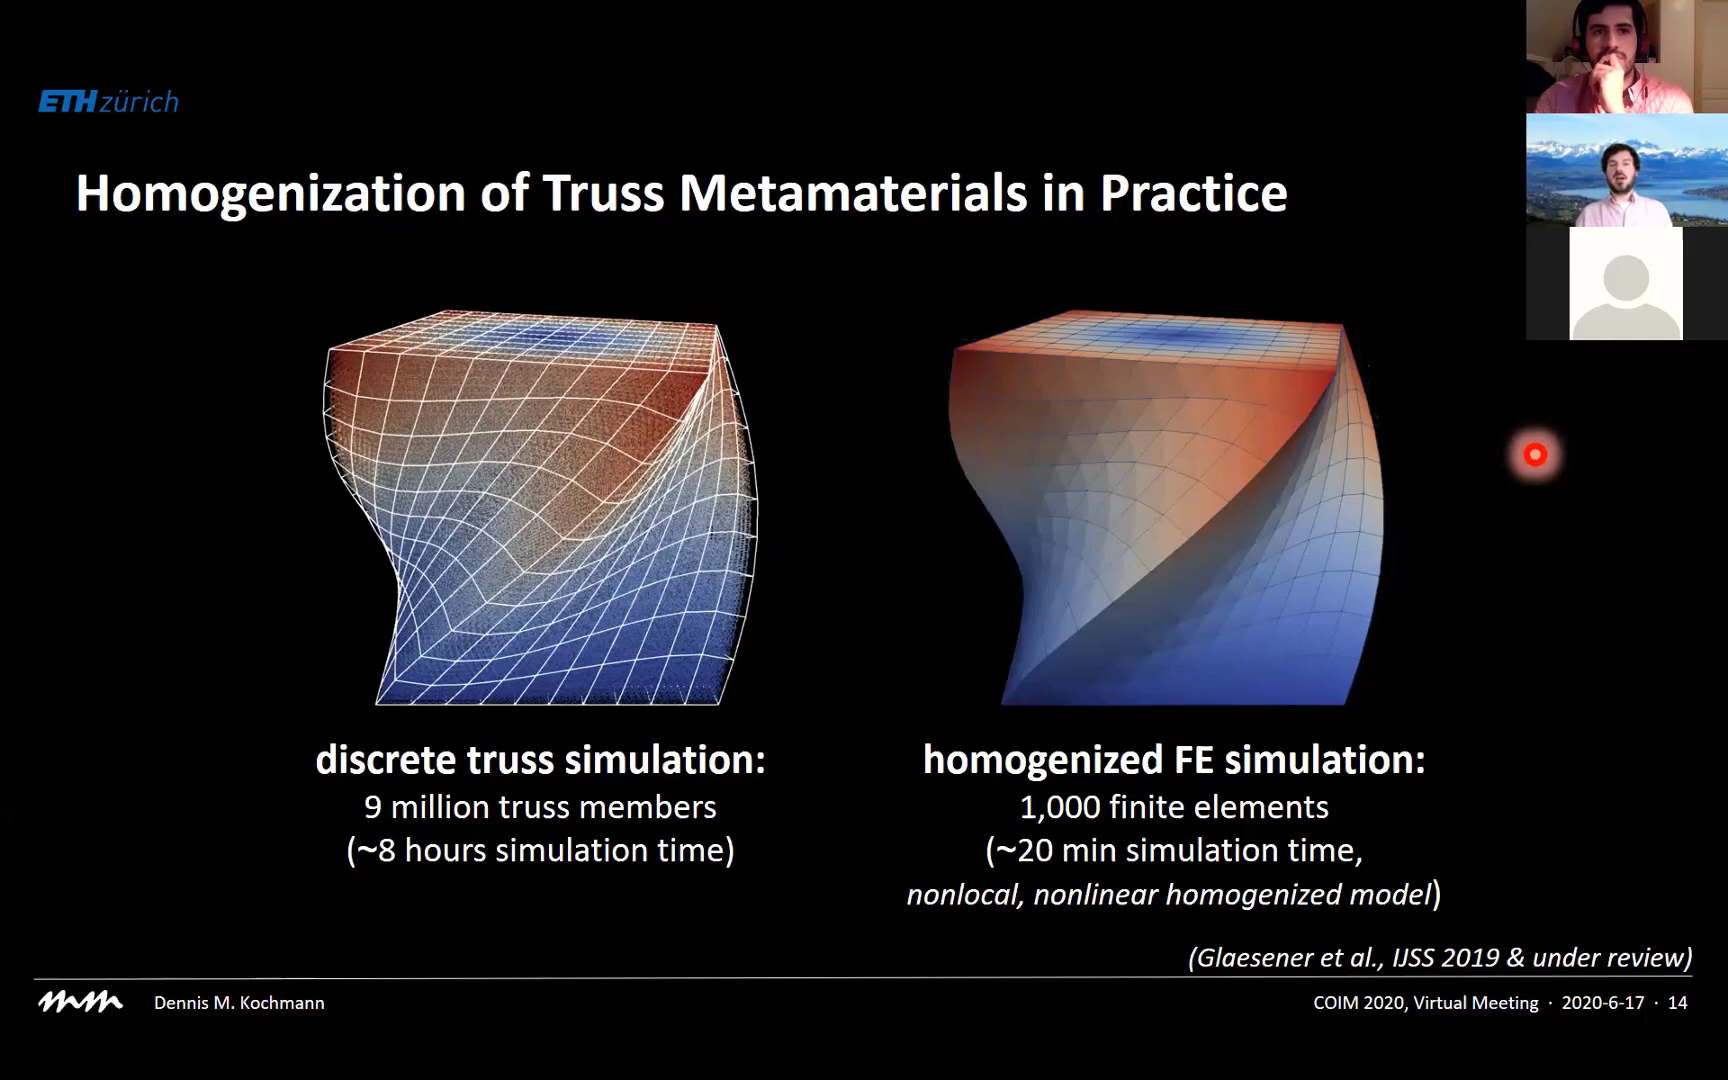 ETH zürich
Homogenization of Truss Metamaterials in Practice
discrete truss simulation:
9 million truss members
(~8 hours simulation time)
homogenized FE simulation:
1,000 finite elements
(~20 min simulation time,
nonlocal, nonlinear homogenized model)
(Glaesener et al., IJSS 2019 & under review)
Dennis M. Kochmann
COIM 2020, Virtual Meeting · 2020-6-17 · 14